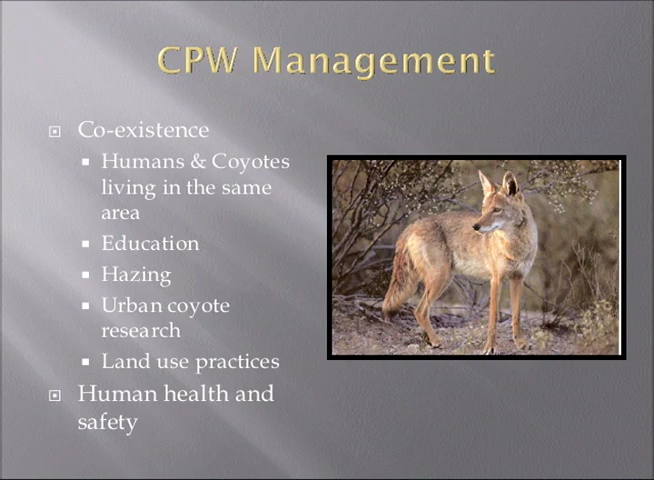 CPW Management
Co-existence
Humans & Coyotes
living in the same
area
Education
Hazing
Urban coyote
research
Land use practices
Human health and
safety